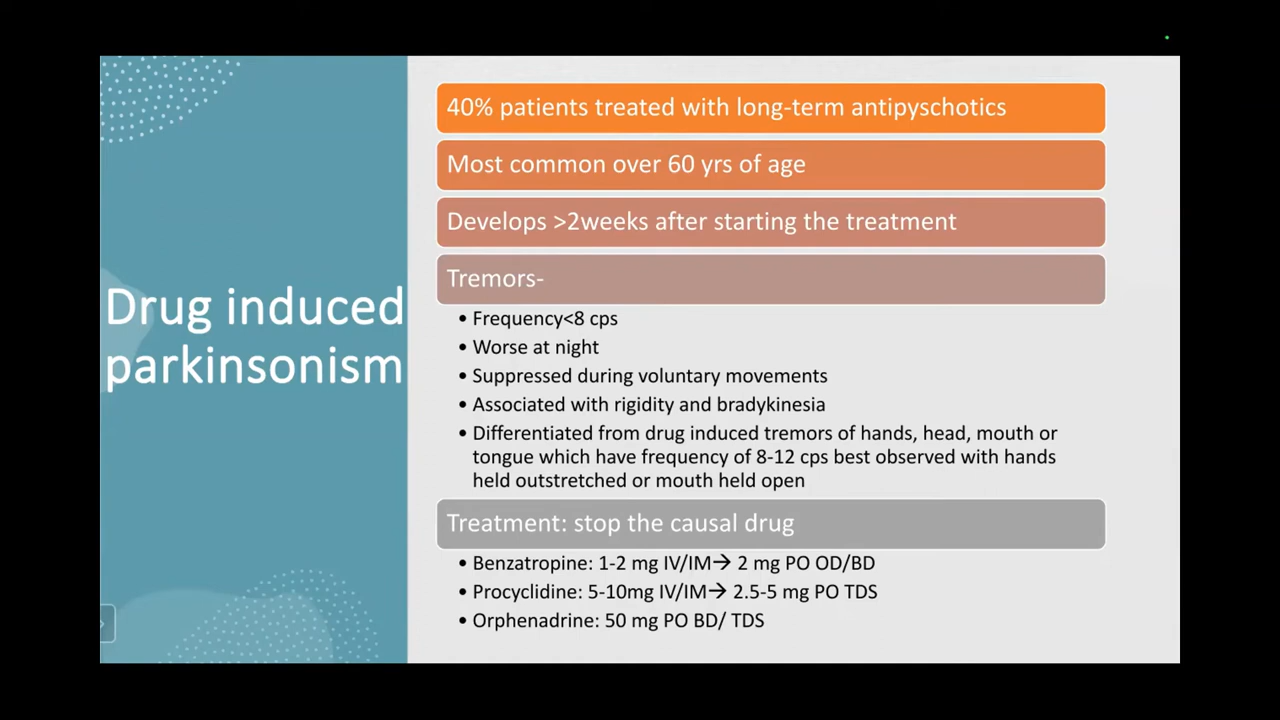 Drug induced
parkinsonism
40% patients treated with long-term antipyschotics
Most common over 60 yrs of age
Develops >2weeks after starting the treatment
Tremors-
• Frequency<8 cps
• Worse at night
• Suppressed during voluntary movements
• Associated with rigidity and bradykinesia
• Differentiated from drug induced tremors of hands, head, mouth or
tongue which have frequency of 8-12 cps best observed with hands
held outstretched or mouth held open
Treatment: stop the causal drug
• Benzatropine: 1-2 mg IV/IM→ 2 mg PO OD/BD
• Procyclidine: 5-10mg IV/IM→ 2.5-5 mg PO TDS
• Orphenadrine: 50 mg PO BD/ TDS